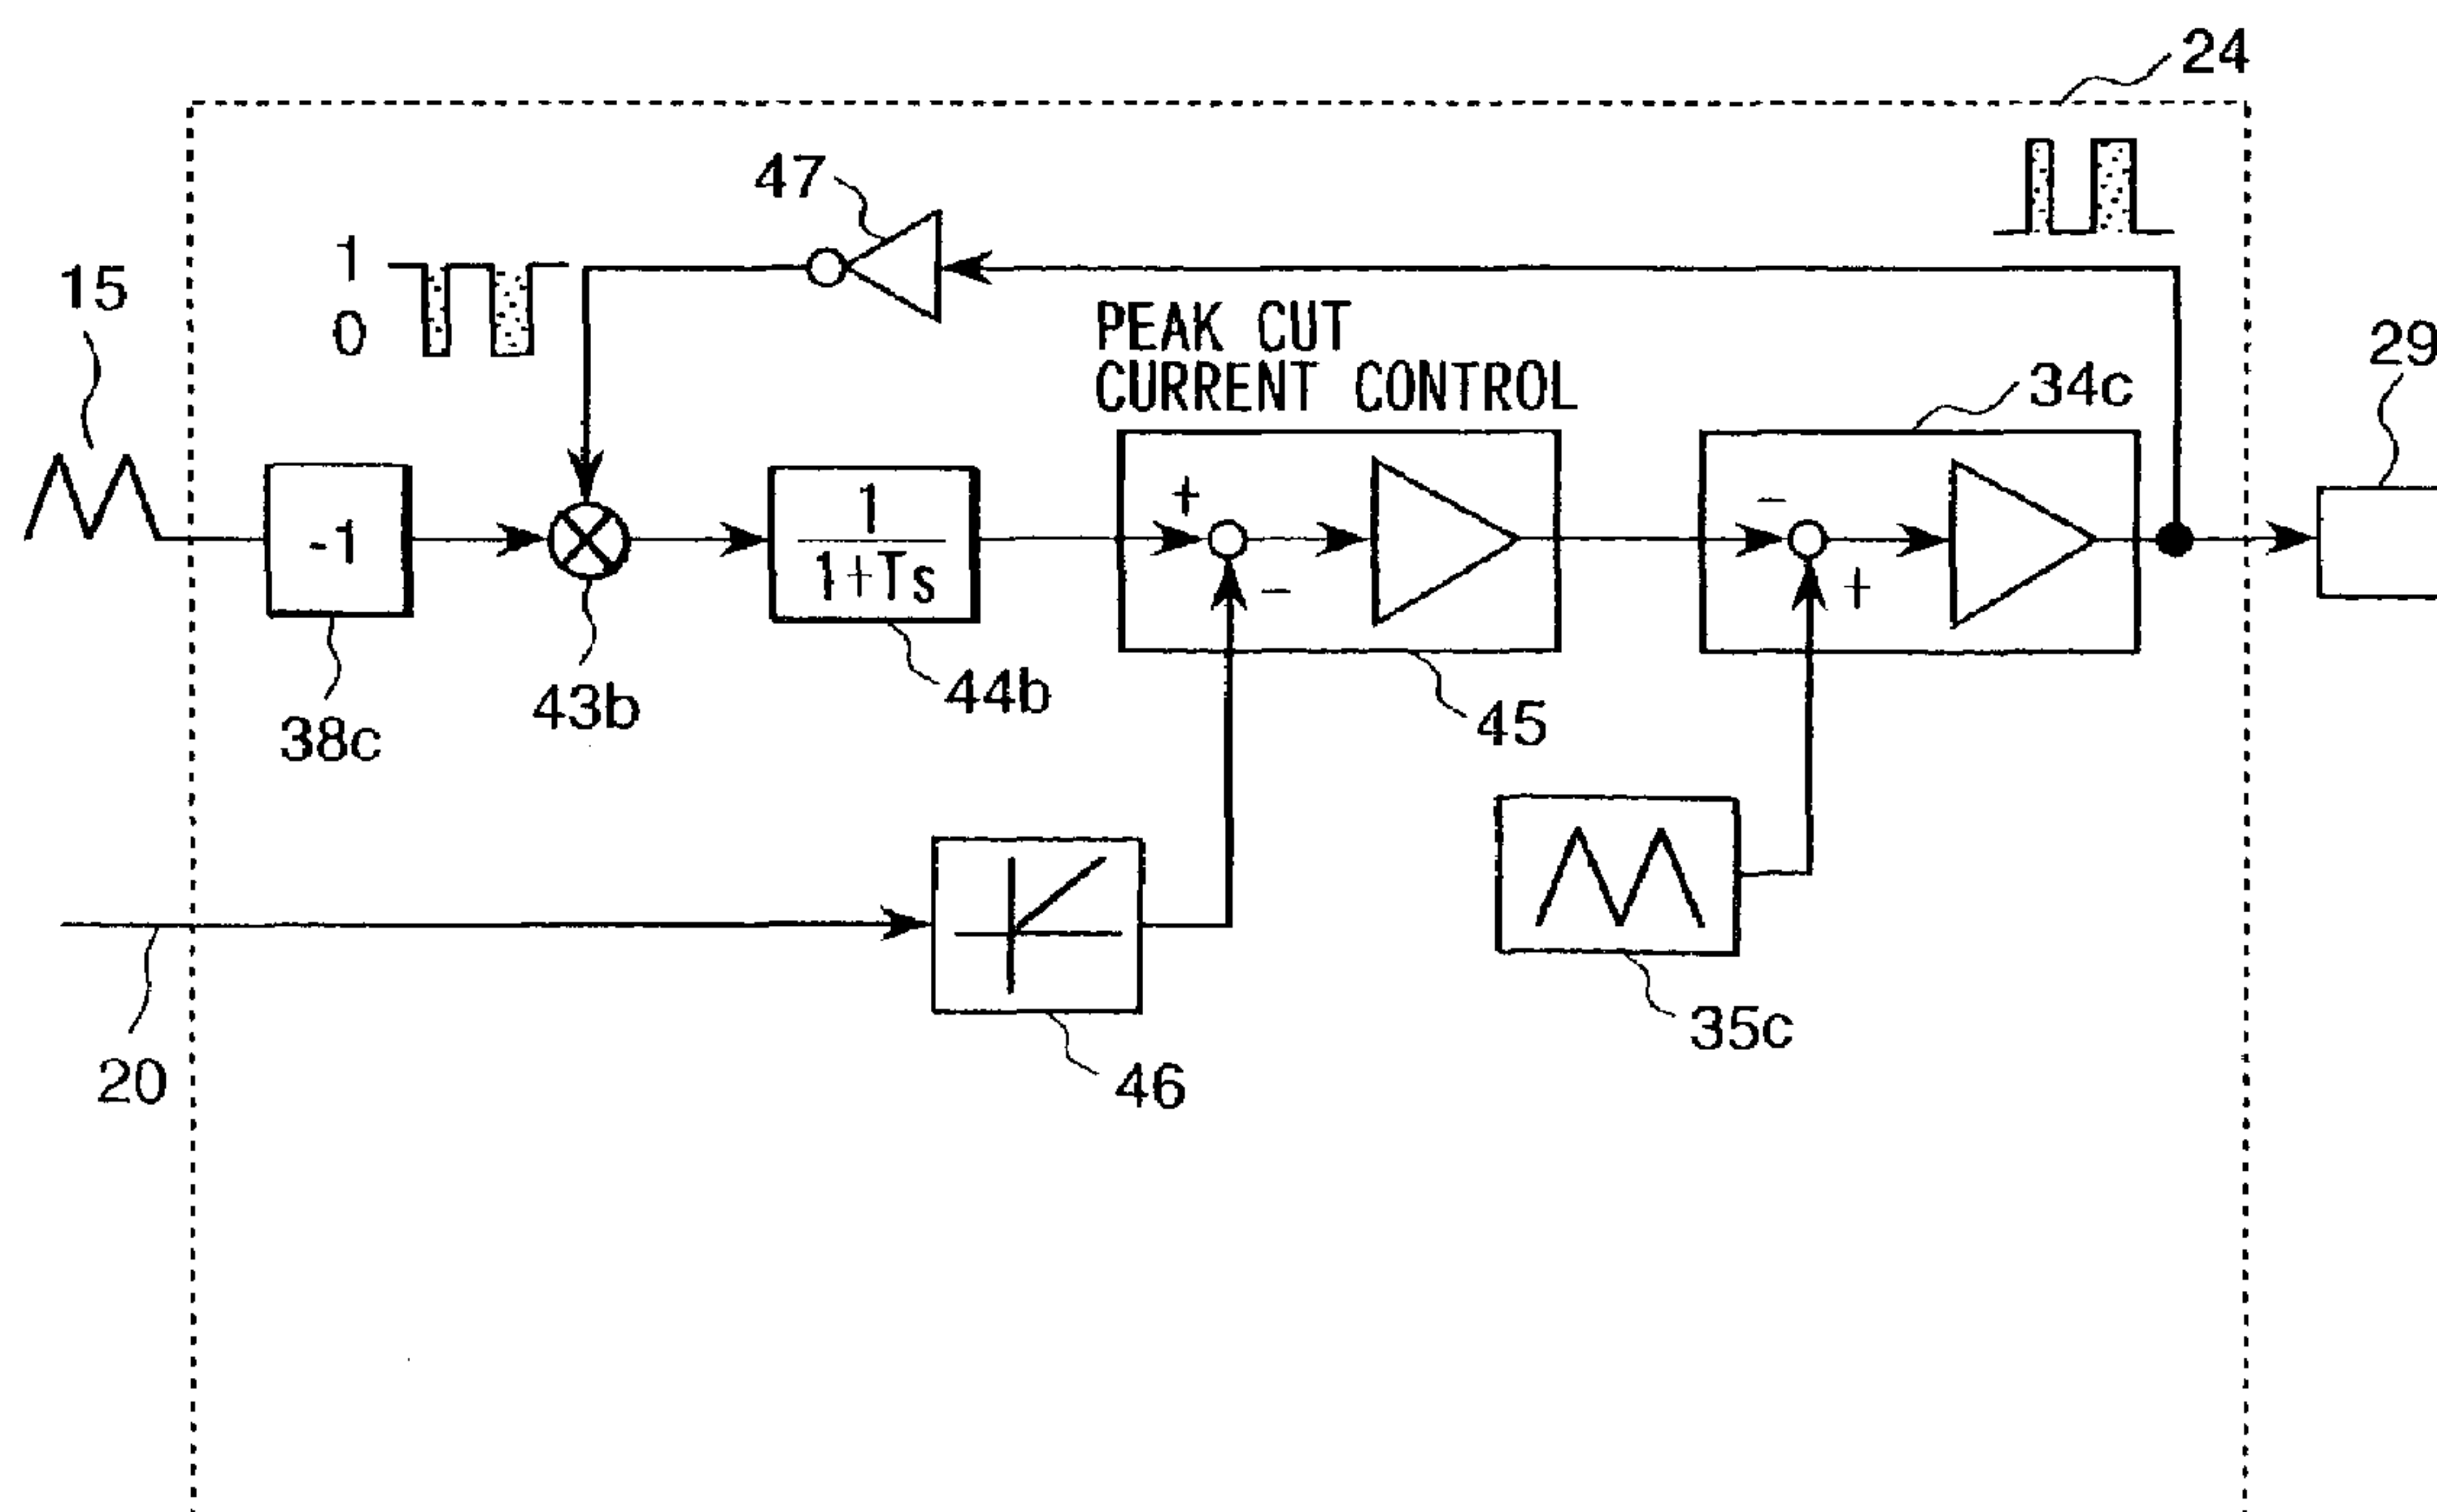 24
47
1
0
15
PEAK CUT
CURRENT CONTROL
34c
29
+
-
-1
1
1+Ts
-
+
43b
44b
45
38c
35c
20
46